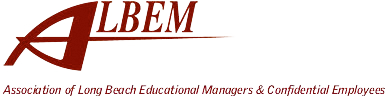 ALBEM
Association of Long Beach Educational Managers & Confidential Employees